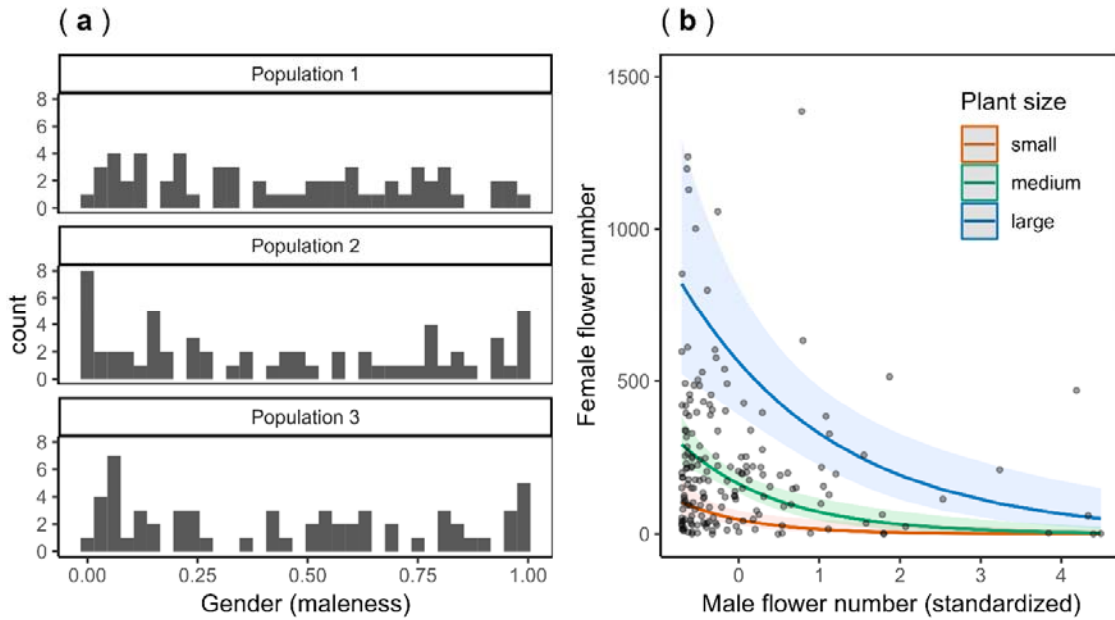 ( a )
Population 1
8
6
4
2
0
Population 2
8
6
4
2
0
Population 3
8
6
4
2
0
count
0.00 0.25 0.50 0.75 1.00
Gender (maleness)
( b )
1500
1000
500
0
Female flower number
Plant size
small
medium
large
0 1 2 3 4
Male flower number (standardized)